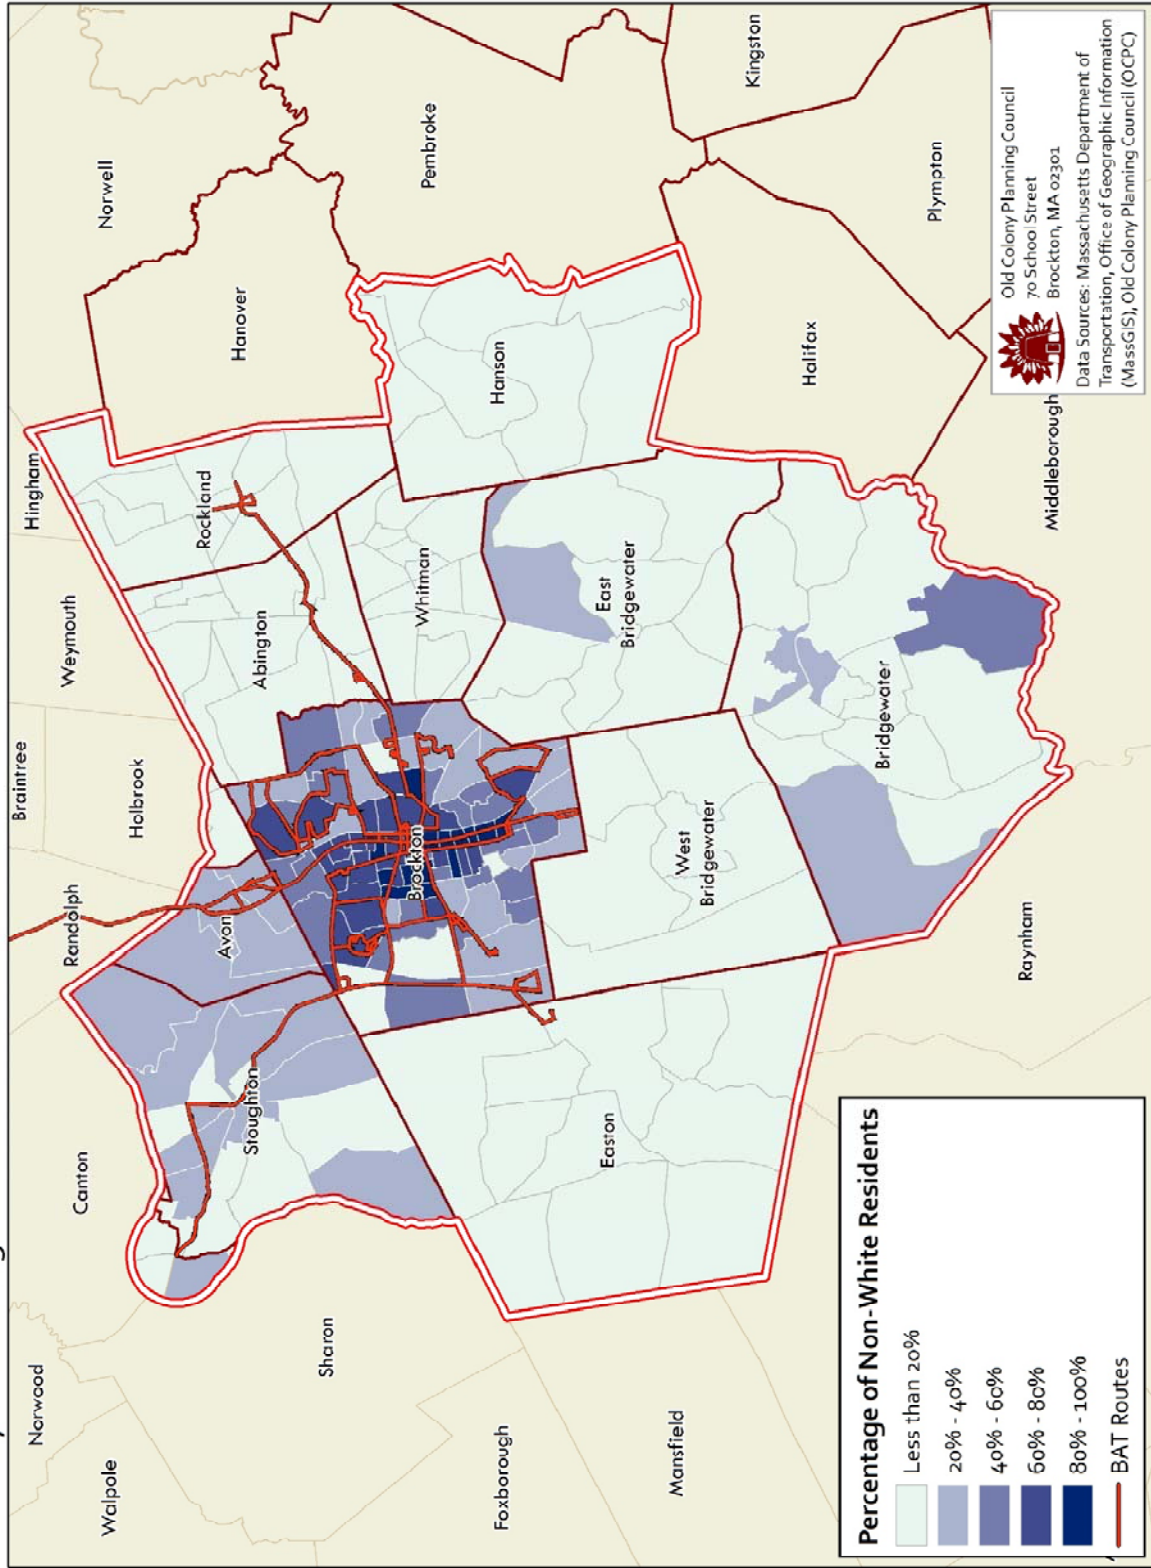 Norwood
Walpole
Canton
Randolph
Braintree
Holbrook
Weymouth
Hingham
Norwell
Hanover
Pembroke
Kingston
Plympton
Halifax
Middleborough
Raynham
Sharon
Foxborough
Mansfield
Stoughton
Avon
Brockton
Abington
Rockland
Whitman
Hanson
East
Bridgewater
West
Bridgewater
Bridgewater
Easton
Percentage of Non-White Residents
Less than 20%
20% - 40%
40% - 60%
60% - 80%
80% - 100%
BAT Routes
Old Colony Planning Council
70 School Street
Brockton, MA 02301
Data Sources: Massachusetts Department of
Transportation, Office of Geographic Information
(MassGIS), Old Colony Planning Council (OCPC)